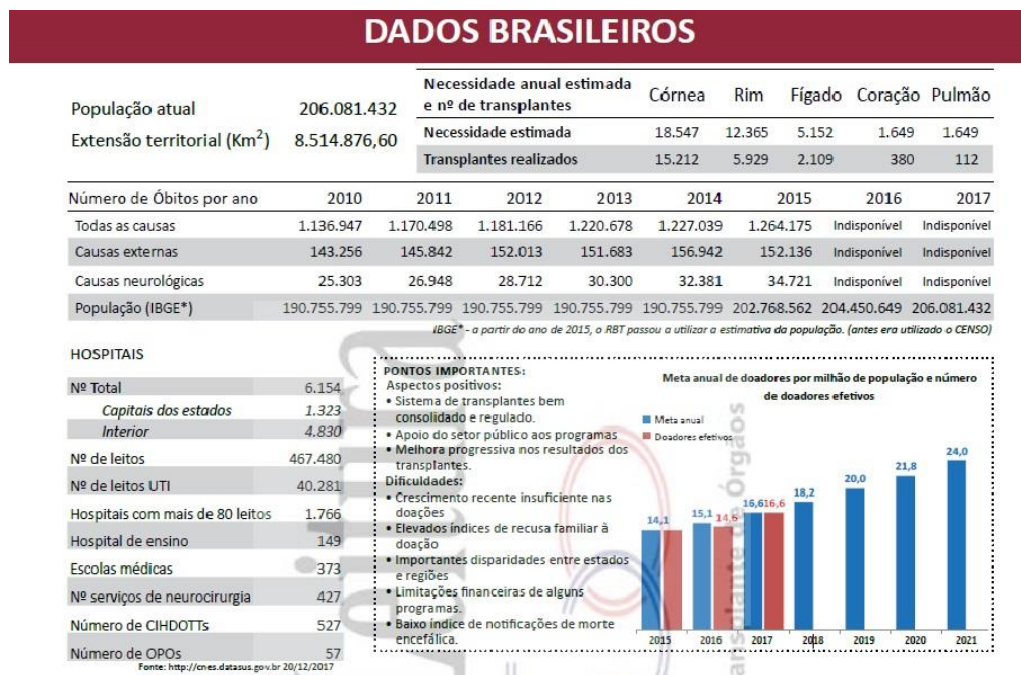 DADOS BRASILEIROS
População atual 206.081.432
Extensão territorial (Km²) 8.514.876,60
Necessidade anual estimada e nº de transplantes Córnea Rim Fígado Coração Pulmão
Necessidade estimada 18.547 12.365 5.152 1.649 1.649
Transplantes realizados 15.212 5.929 2.109 380 112
Número de Óbitos por ano 2010 2011 2012 2013 2014 2015 2016 2017
Todas as causas 1.136.947 1.170.498 1.181.166 1.220.678 1.227.039 1.264.175 Indisponível Indisponível
Causas externas 143.256 145.842 152.013 151.683 156.942 152.136 Indisponível Indisponível
Causas neurológicas 25.303 26.948 28.712 30.300 32.381 34.721 Indisponível Indisponível
População (IBGE*) 190.755.799 190.755.799 190.755.799 190.755.799 190.755.799 202.768.562 204.450.649 206.081.432
IBGE* - a partir do ano de 2015, o RBT passou a utilizar a estimativa da população. (antes era utilizado o CENSO)
HOSPITAIS
Nº Total 6.154
Capitais dos estados 1.323
Interior 4.830
Nº de leitos 467.480
Nº de leitos UTI 40.281
Hospitais com mais de 80 leitos 1.766
Hospital de ensino 149
Escolas médicas 373
Nº serviços de neurocirurgia 427
Número de CIHDOTTs 527
Número de OPOs 57
Fonte: http://cnes.datasus.gov.br 20/12/2017
PONTOS IMPORTANTES:
Aspectos positivos:
• Sistema de transplantes bem
consolidado e regulado.
• Apoio do setor público aos programas
• Melhora progressiva nos resultados dos
transplantes.
Dificuldades:
• Crescimento recente insuficiente nas
doações
• Elevados índices de recusa familiar à
doação
• Importantes disparidades entre estados
e regiões
• Limitações financeiras de alguns
programas.
• Baixo índice de notificações de morte
encefálica.
Meta anual de doadores por milhão de população e número
de doadores efetivos
Meta anual
Doadores efetivos
14,1 15,1 14,6 16,6 16,6 18,2 20,0 21,8 24,0
2015 2016 2017 2018 2019 2020 2021